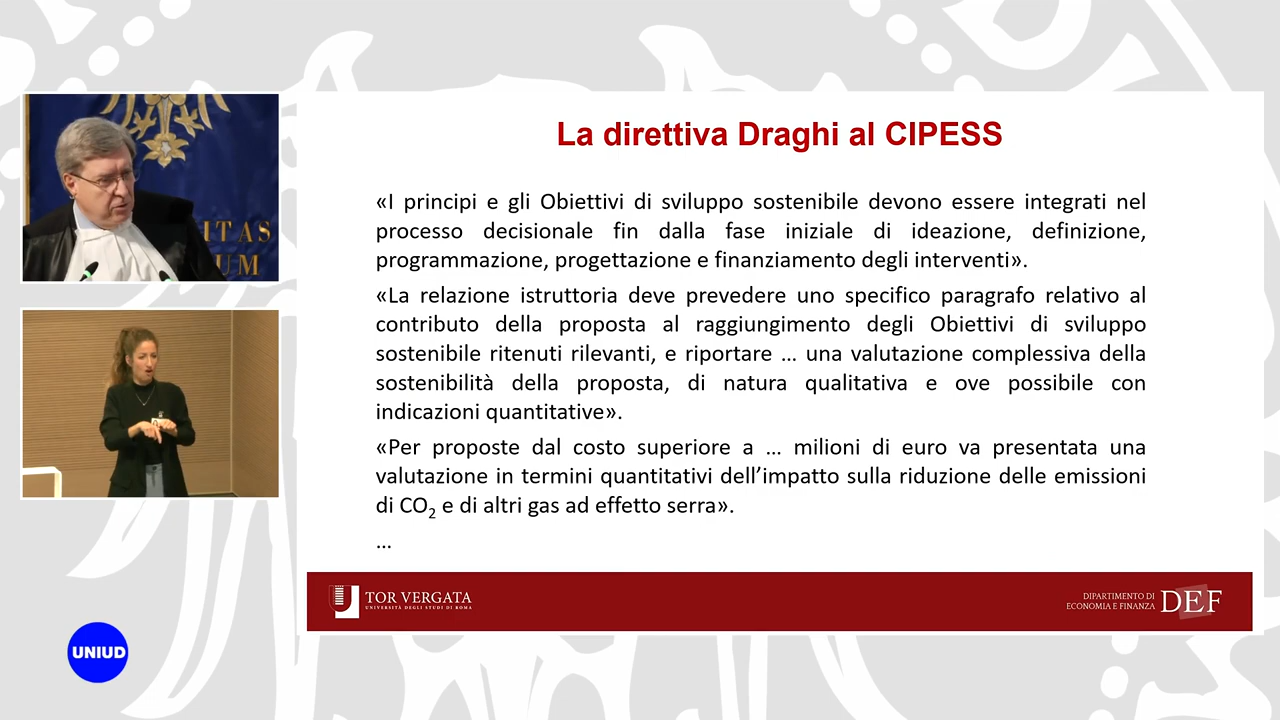 ITAS
UM
La direttiva Draghi al CIPESS
«I principi e gli Obiettivi di sviluppo sostenibile devono essere integrati nel
processo decisionale fin dalla fase iniziale di ideazione, definizione,
programmazione, progettazione e finanziamento degli interventi».
«La relazione istruttoria deve prevedere uno specifico paragrafo relativo al
contributo della proposta al raggiungimento degli Obiettivi di sviluppo
sostenibile ritenuti rilevanti, e riportare ... una valutazione complessiva della
sostenibilità della proposta, di natura qualitativa e ove possibile con
indicazioni quantitative».
«Per proposte dal costo superiore a ... milioni di euro va presentata una
valutazione in termini quantitativi dell’impatto sulla riduzione delle emissioni
di CO₂ e di altri gas ad effetto serra».
...
TOR VERGATA
UNIVERSITÀ DEGLI STUDI DI ROMA
DIPARTIMENTO DI
ECONOMIA E FINANZA
DEF
UNIUD